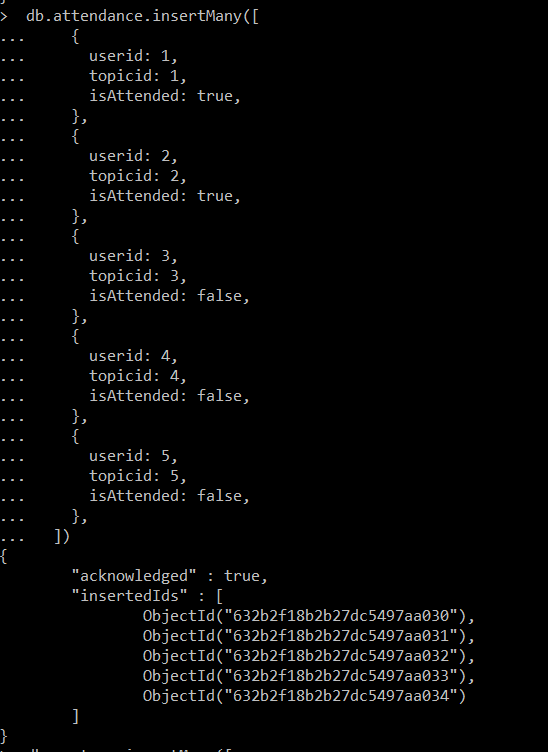 > db.attendance.insertMany([
... {
... userid: 1,
... topicid: 1,
... isAttended: true,
... },
... {
... userid: 2,
... topicid: 2,
... isAttended: true,
... },
... {
... userid: 3,
... topicid: 3,
... isAttended: false,
... },
... {
... userid: 4,
... topicid: 4,
... isAttended: false,
... },
... {
... userid: 5,
... topicid: 5,
... isAttended: false,
... },
... ])
{
"acknowledged" : true,
"insertedIds" : [
ObjectId("632b2f18b2b27dc5497aa030"),
ObjectId("632b2f18b2b27dc5497aa031"),
ObjectId("632b2f18b2b27dc5497aa032"),
ObjectId("632b2f18b2b27dc5497aa033"),
ObjectId("632b2f18b2b27dc5497aa034")
]
}